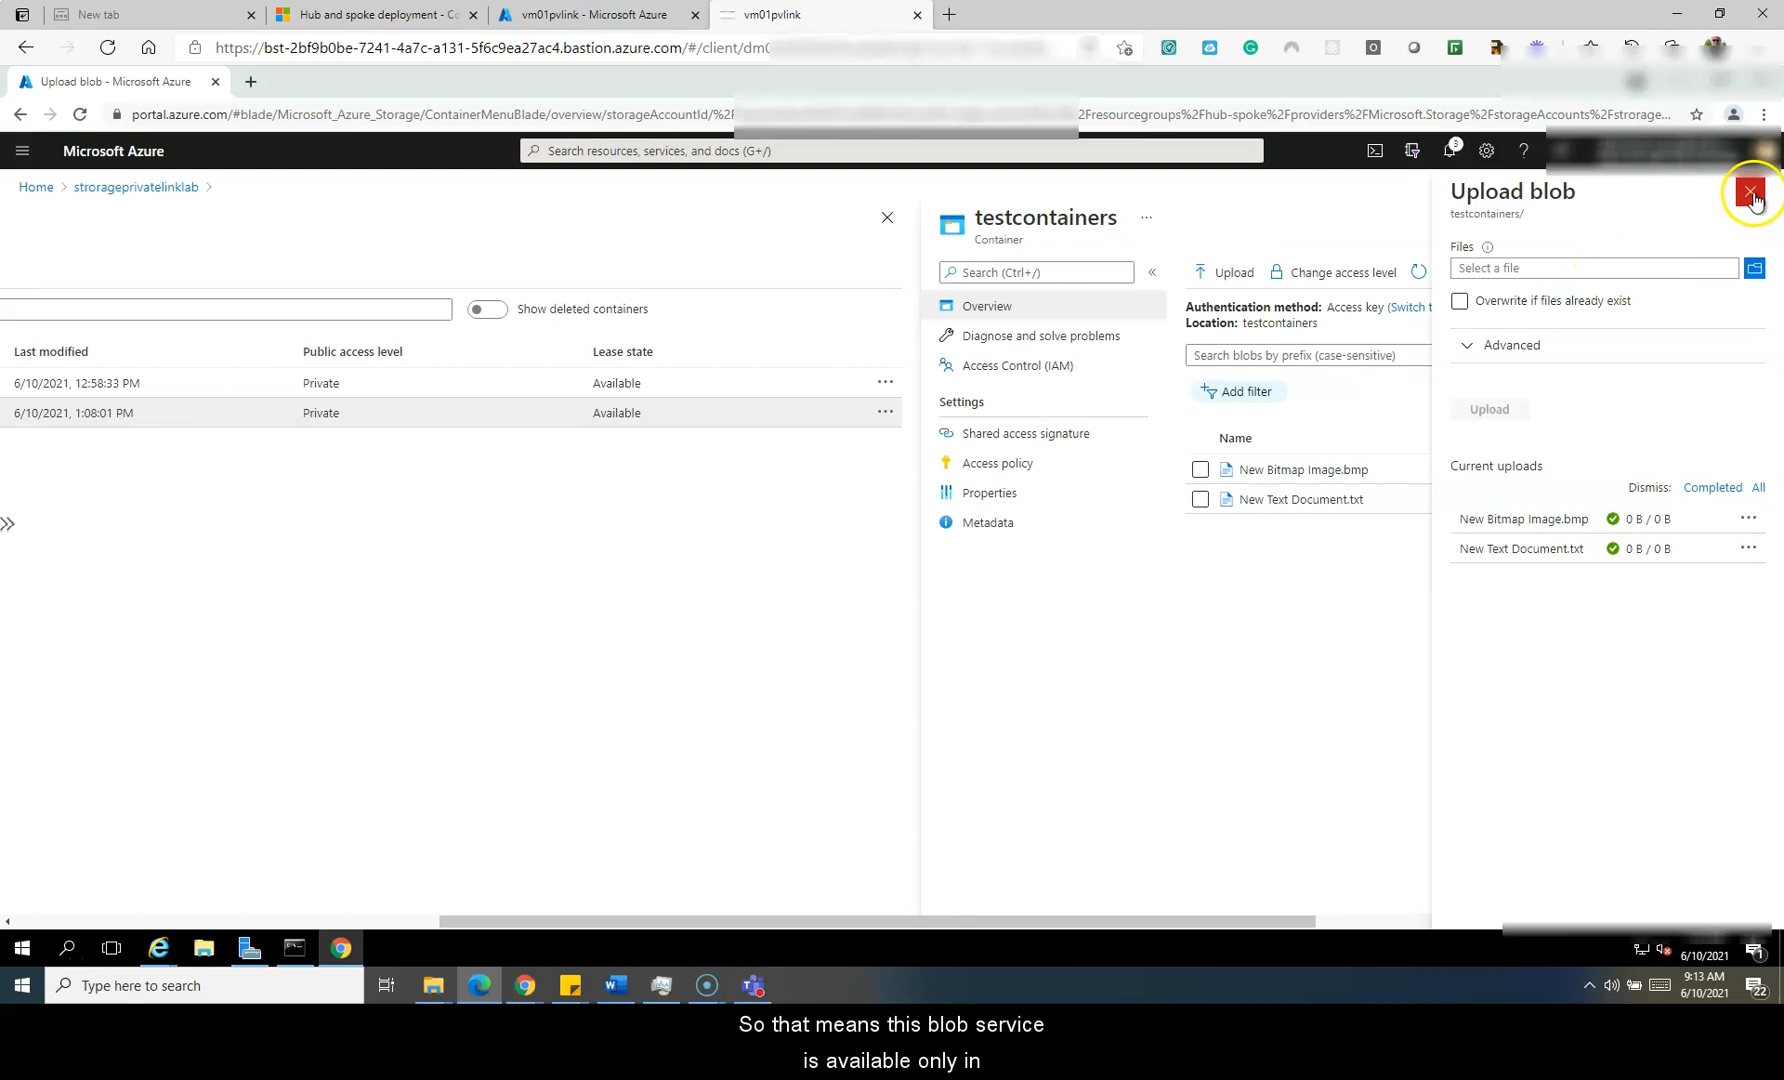 New tab
Hub and spoke deployment - Co
vm01pvlink - Microsoft Azure
vm01pvlink
https://bst-2bf9b0be-7241-4a7c-a131-5f6c9ea27ac4.bastion.azure.com/#/client/dm0
Upload blob - Microsoft Azure
portal.azure.com/#blade/Microsoft_Azure_Storage/ContainerMenuBlade/overview/storageAccountId/%2F
2Fresourcegroups%2Fhub-spoke%2Fproviders%2FMicrosoft.Storage%2FstorageAccounts%2Fstrorage...
Microsoft Azure
Search resources, services, and docs (G+/)
3
Home > strorageprivatelinklab >
Show deleted containers
Last modified Public access level Lease state
6/10/2021, 12:58:33 PM Private Available ...
6/10/2021, 1:08:01 PM Private Available ...
testcontainers ...
Container
Search (Ctrl+/) «
Overview
Diagnose and solve problems
Access Control (IAM)
Settings
Shared access signature
Access policy
Properties
Metadata
Upload Change access level
Authentication method: Access key (Switch t
Location: testcontainers
Search blobs by prefix (case-sensitive)
Add filter
Name
New Bitmap Image.bmp
New Text Document.txt
Upload blob
testcontainers/
Files
Select a file
Overwrite if files already exist
Advanced
Upload
Current uploads
Dismiss: Completed All
New Bitmap Image.bmp 0 B / 0 B ...
New Text Document.txt 0 B / 0 B ...
6/10/2021
1
Type here to search
9:13 AM
6/10/2021
22
So that means this blob service
is available only in